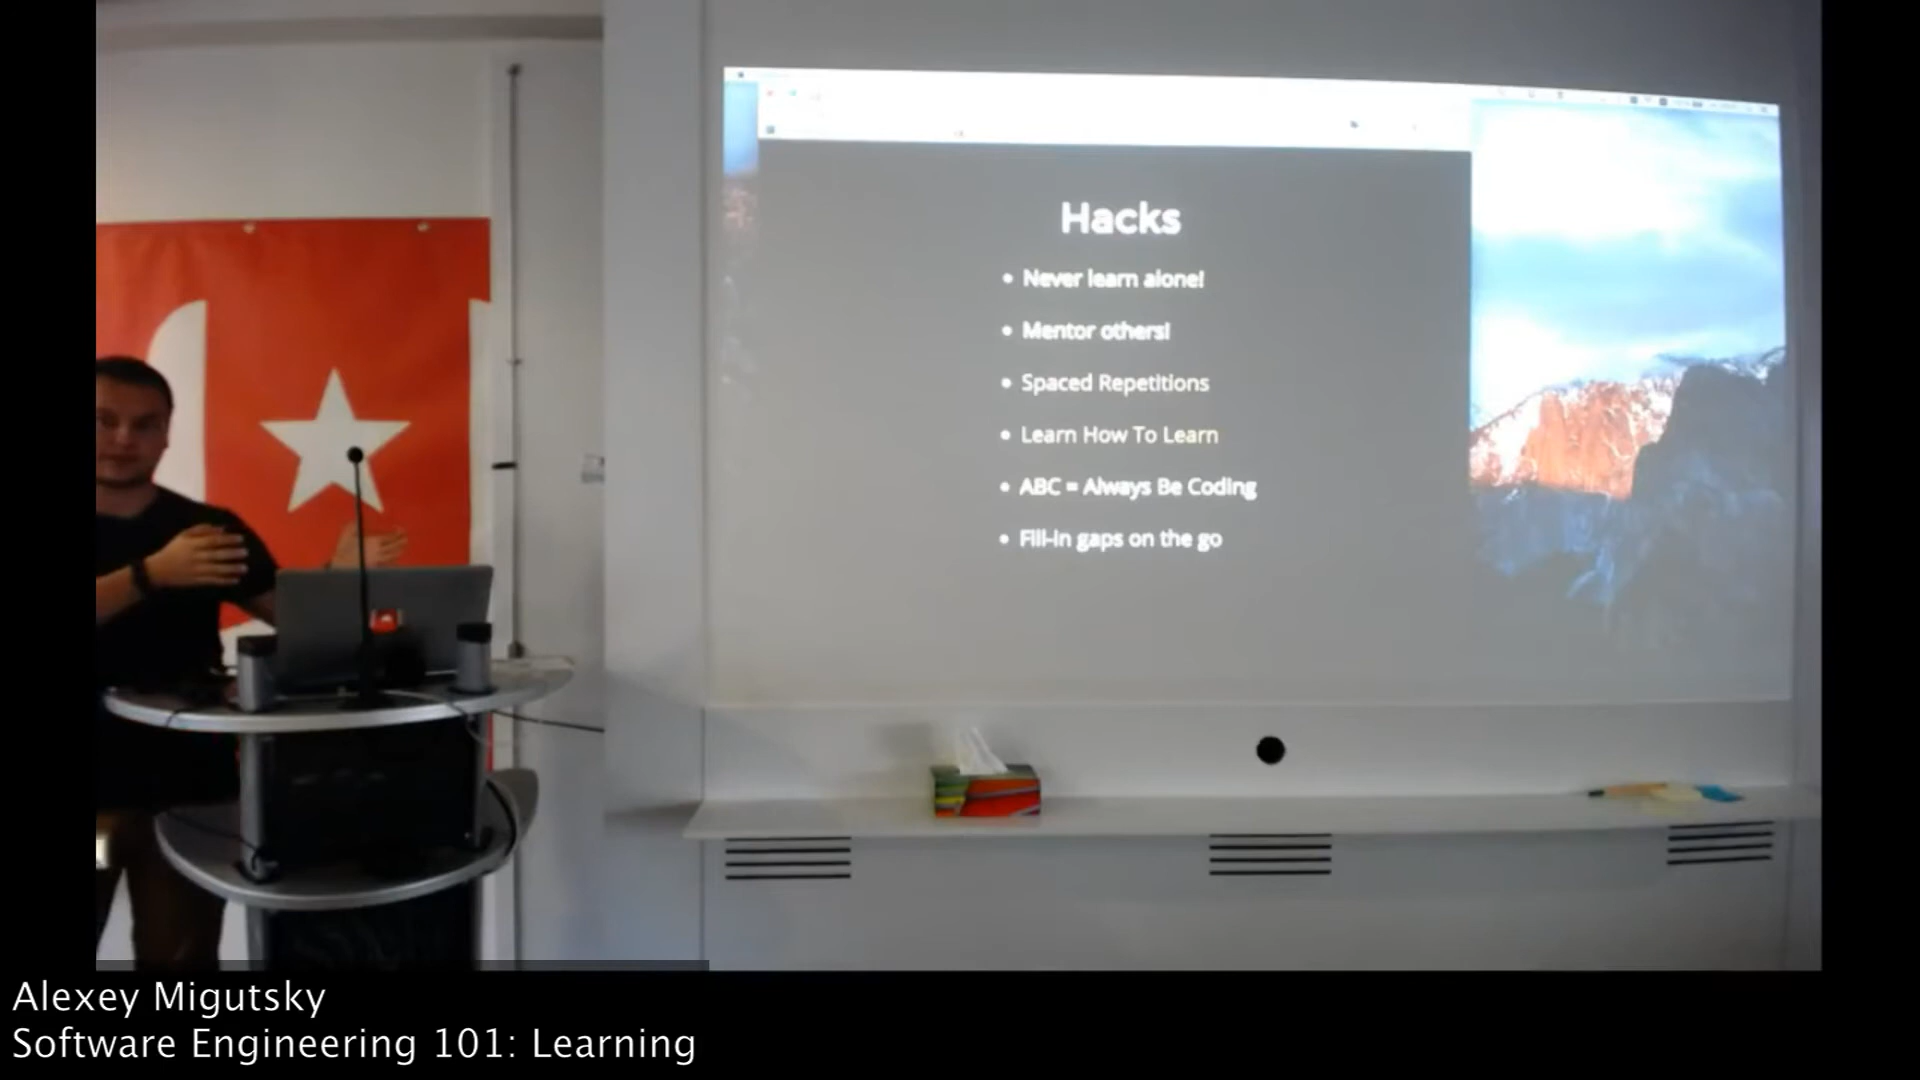 Hacks
• Never learn alone!
• Mentor others!
• Spaced Repetitions
• Learn How To Learn
• ABC = Always Be Coding
• Fill-in gaps on the go
Alexey Migutsky
Software Engineering 101: Learning